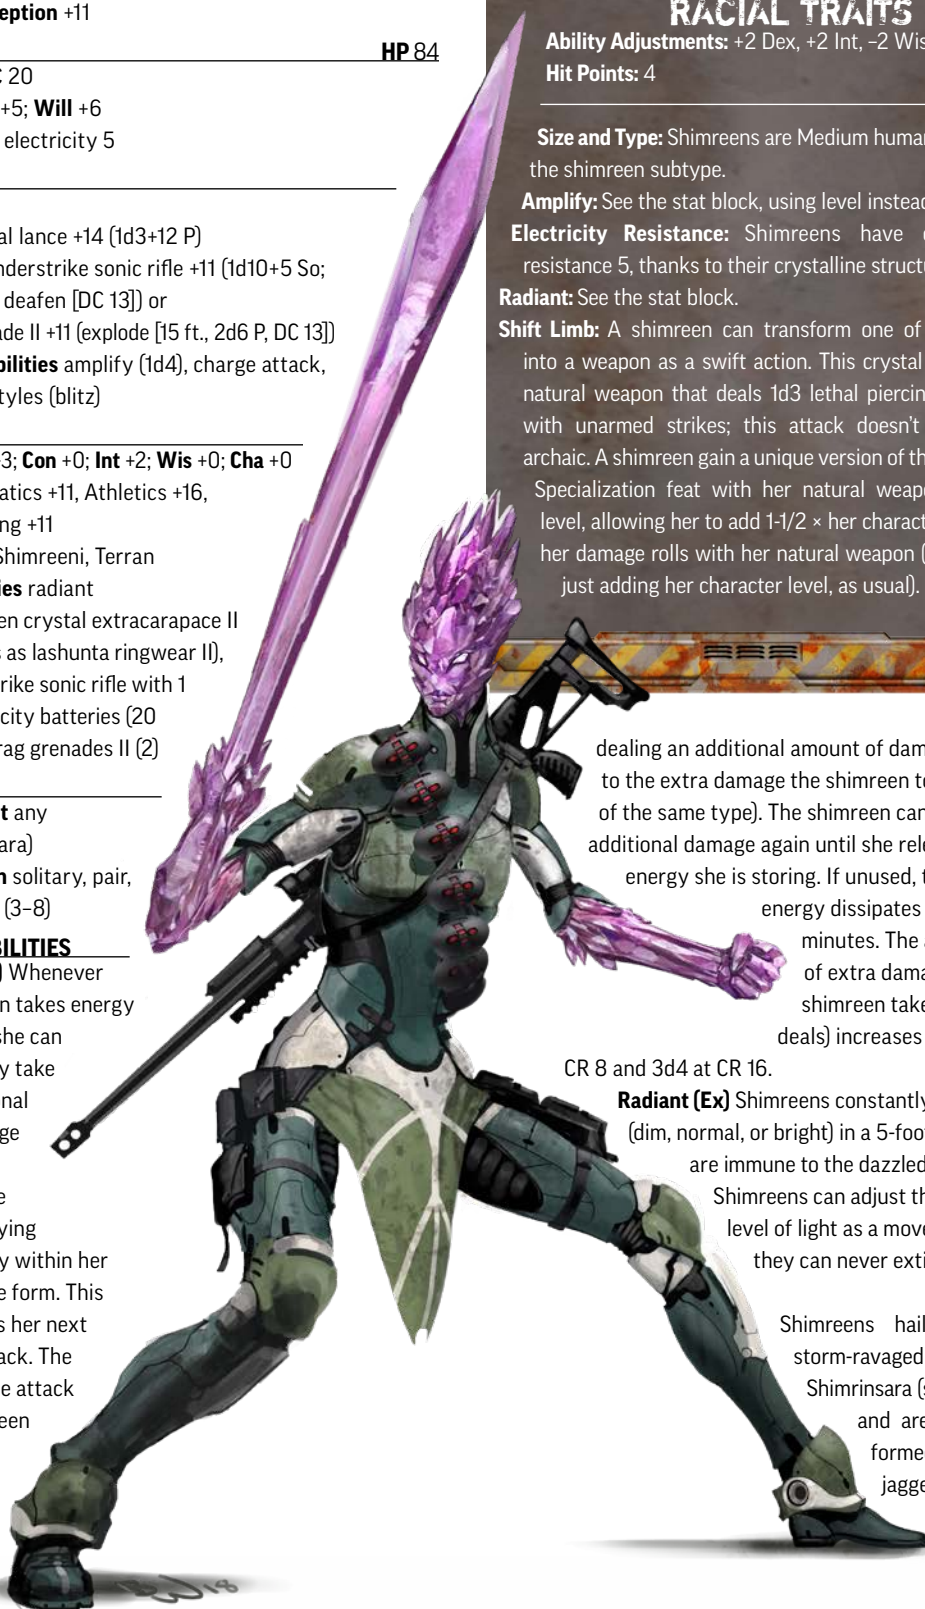 eption +11
HP 84
C 20
+5; Will +6
electricity 5
al lance +14 (1d3+12 P)
nderstrike sonic rifle +11 (1d10+5 So;
deafen [DC 13]) or
ade II +11 (explode [15 ft., 2d6 P, DC 13])
bilities amplify (1d4), charge attack,
tyles (blitz)
+3; Con +0; Int +2; Wis +0; Cha +0
atics +11, Athletics +16,
ng +11
Shimreeni, Terran
ies radiant
en crystal extracarapace II
s as lashunta ringwear II),
rike sonic rifle with 1
city batteries (20
rag grenades II (2)
t any
ara)
n solitary, pair,
(3–8)
BILITIES
) Whenever
n takes energy
she can
y take
nal
ge
e
ying
y within her
e form. This
s her next
ack. The
e attack
een
RACIAL TRAITS
Ability Adjustments: +2 Dex, +2 Int, –2 Wis
Hit Points: 4
Size and Type: Shimreens are Medium human
the shimreen subtype.
Amplify: See the stat block, using level instead
Electricity Resistance: Shimreens have e
resistance 5, thanks to their crystalline structu
Radiant: See the stat block.
Shift Limb: A shimreen can transform one of
into a weapon as a swift action. This crystal
natural weapon that deals 1d3 lethal piercin
with unarmed strikes; this attack doesn't
archaic. A shimreen gain a unique version of th
Specialization feat with her natural weapo
level, allowing her to add 1-1/2 × her charact
her damage rolls with her natural weapon (
just adding her character level, as usual).
dealing an additional amount of dam
to the extra damage the shimreen to
of the same type). The shimreen can
additional damage again until she rele
energy she is storing. If unused, t
energy dissipates
minutes. The a
of extra dama
shimreen take
deals) increases
CR 8 and 3d4 at CR 16.
Radiant (Ex) Shimreens constantly
(dim, normal, or bright) in a 5-foot
are immune to the dazzled
Shimreens can adjust th
level of light as a move
they can never exti
Shimreens hail
storm-ravaged
Shimrinsara (s
and are
forme
jagge